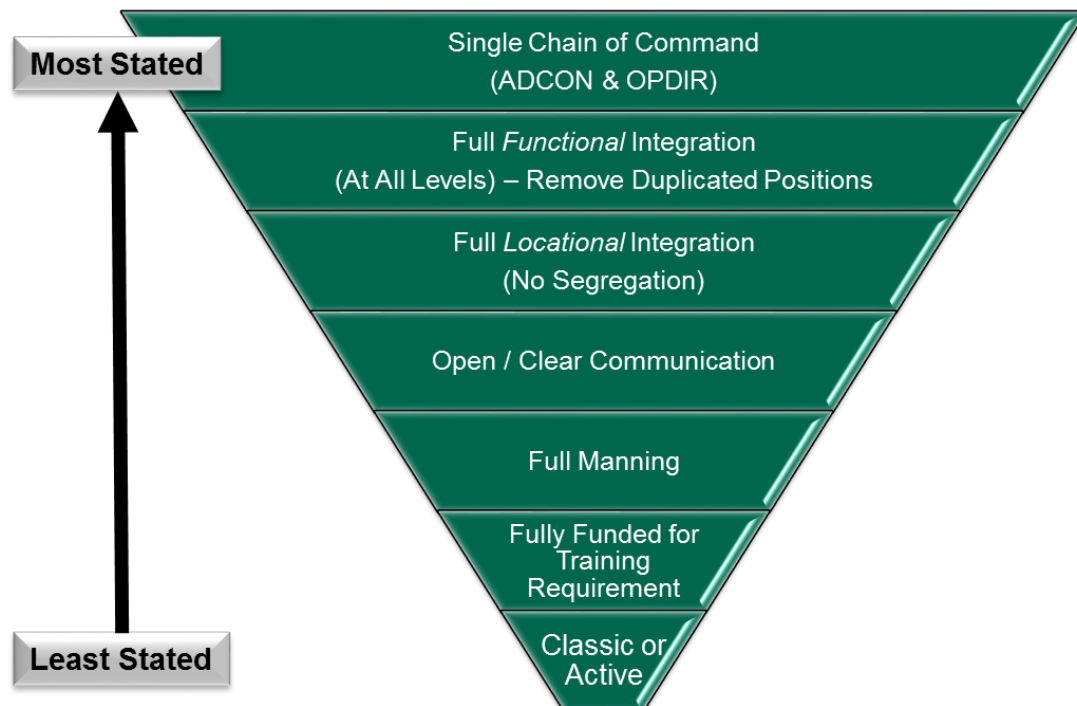 Most Stated
Single Chain of Command
(ADCON & OPDIR)
Full Functional Integration
(At All Levels) – Remove Duplicated Positions
Full Locational Integration
(No Segregation)
Open / Clear Communication
Full Manning
Fully Funded for
Training
Requirement
Least Stated
Classic or
Active